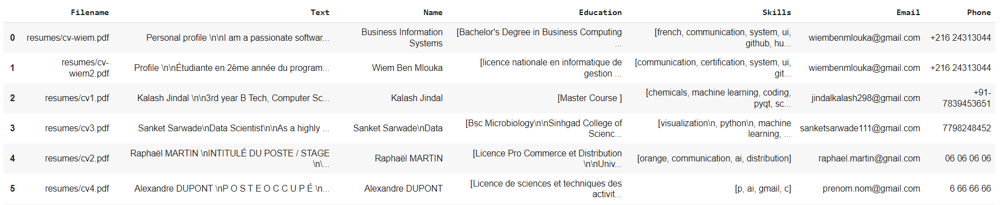 Filename Text Name Education Skills Email Phone
0 resumes/cv-wiem.pdf Personal profile \n\nI am a passionate softwar... Business Information Systems [Bachelor's Degree in Business Computing ... [french, communication, system, ui, github, hu... wiembenmlouka@gmail.com +216 24313044
1 resumes/cv-wiem2.pdf Profile \n\nÉtudiante en 2ème année du program... Wiem Ben Mlouka [licence nationale en informatique de gestion ... [communication, certification, system, ui, git... wiembenmlouka@gmail.com +216 24313044
2 resumes/cv1.pdf Kalash Jindal \n\n3rd year B Tech, Computer Sc... Kalash Jindal [Master Course ] [chemicals, machine learning, coding, pyqt, sc... jindalkalash298@gmail.com +91-7839453651
3 resumes/cv3.pdf Sanket Sarwade\nData Scientist\n\nAs a highly ... Sanket Sarwade\nData [Bsc Microbiology\n\nSinhgad College of Scienc... [visualization\n, python\n, machine learning, ... sanketsarwade111@gmail.com 7798248452
4 resumes/cv2.pdf Raphaël MARTIN \nINTITULÉ DU POSTE / STAGE \n\... Raphaël MARTIN [Licence Pro Commerce et Distribution \n\nUniv... [orange, communication, ai, distribution] raphael.martin@gnail.com 06 06 06 06
5 resumes/cv4.pdf Alexandre DUPONT \nP O S T E O C C U P É \n... Alexandre DUPONT [Licence de sciences et techniques des activit... [p, ai, gmail, c] prenom.nom@gmail.com 6 66 66 66